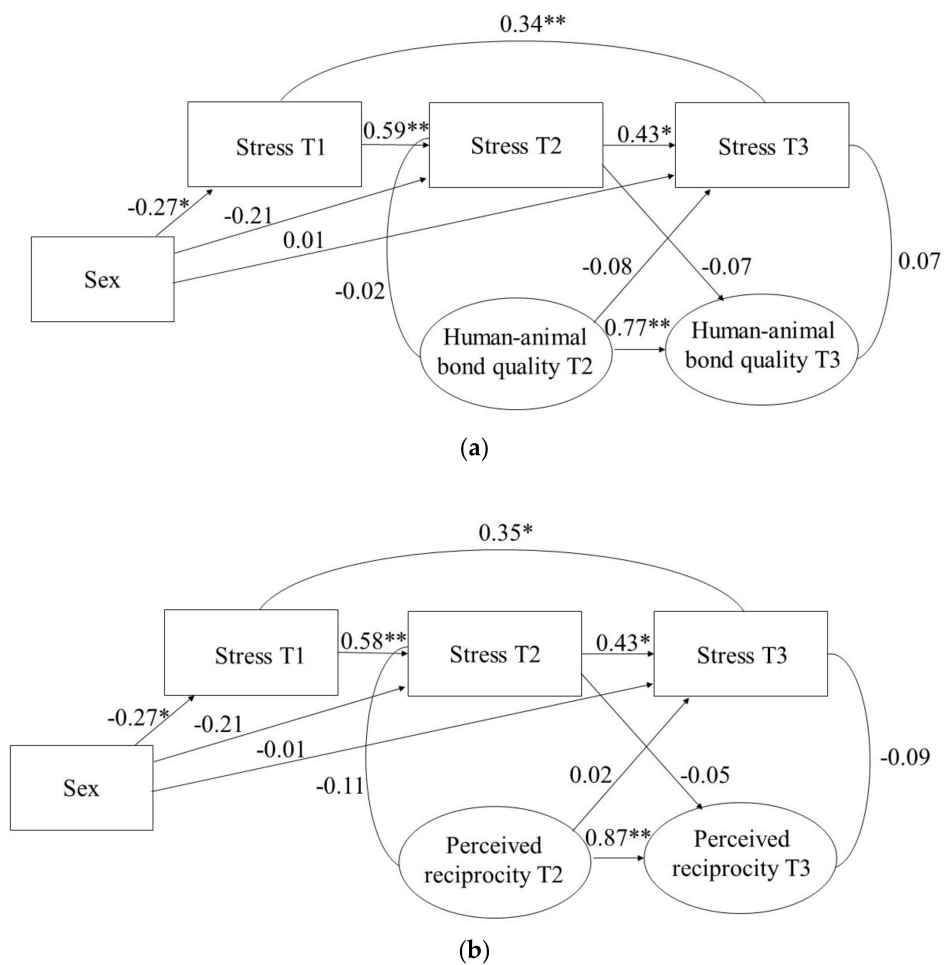 0.34**
Stress T1
0.59**
Stress T2
0.43*
Stress T3
-0.27*
-0.21
0.01
Sex
-0.02
-0.08
-0.07
0.07
Human-animal
bond quality T2
0.77**
Human-animal
bond quality T3
(a)
0.35*
Stress T1
0.58**
Stress T2
0.43*
Stress T3
-0.27*
-0.21
-0.01
Sex
-0.11
0.02
-0.05
-0.09
Perceived
reciprocity T2
0.87**
Perceived
reciprocity T3
(b)